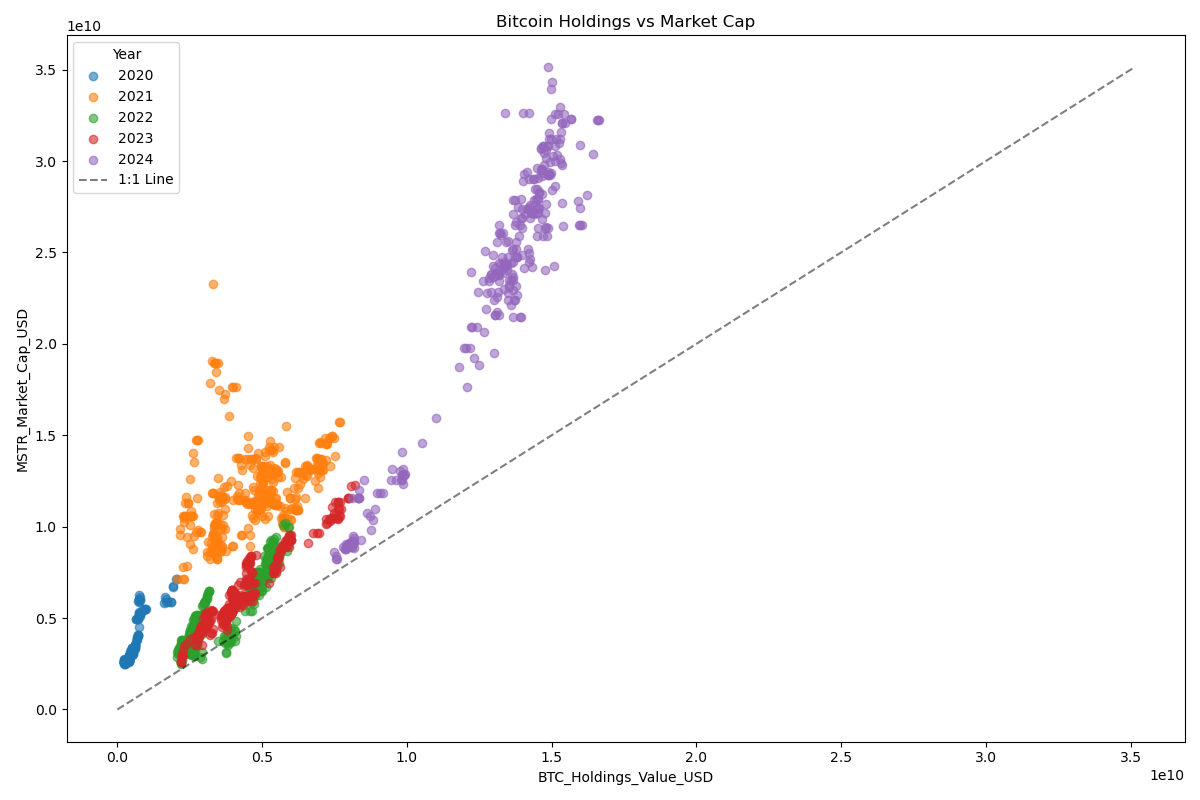 Bitcoin Holdings vs Market Cap
1e10
Year
2020
2021
2022
2023
2024
1:1 Line
MSTR_Market_Cap_USD
3.5
3.0
2.5
2.0
1.5
1.0
0.5
0.0
0.0 0.5 1.0 1.5 2.0 2.5 3.0 3.5
1e10
BTC_Holdings_Value_USD